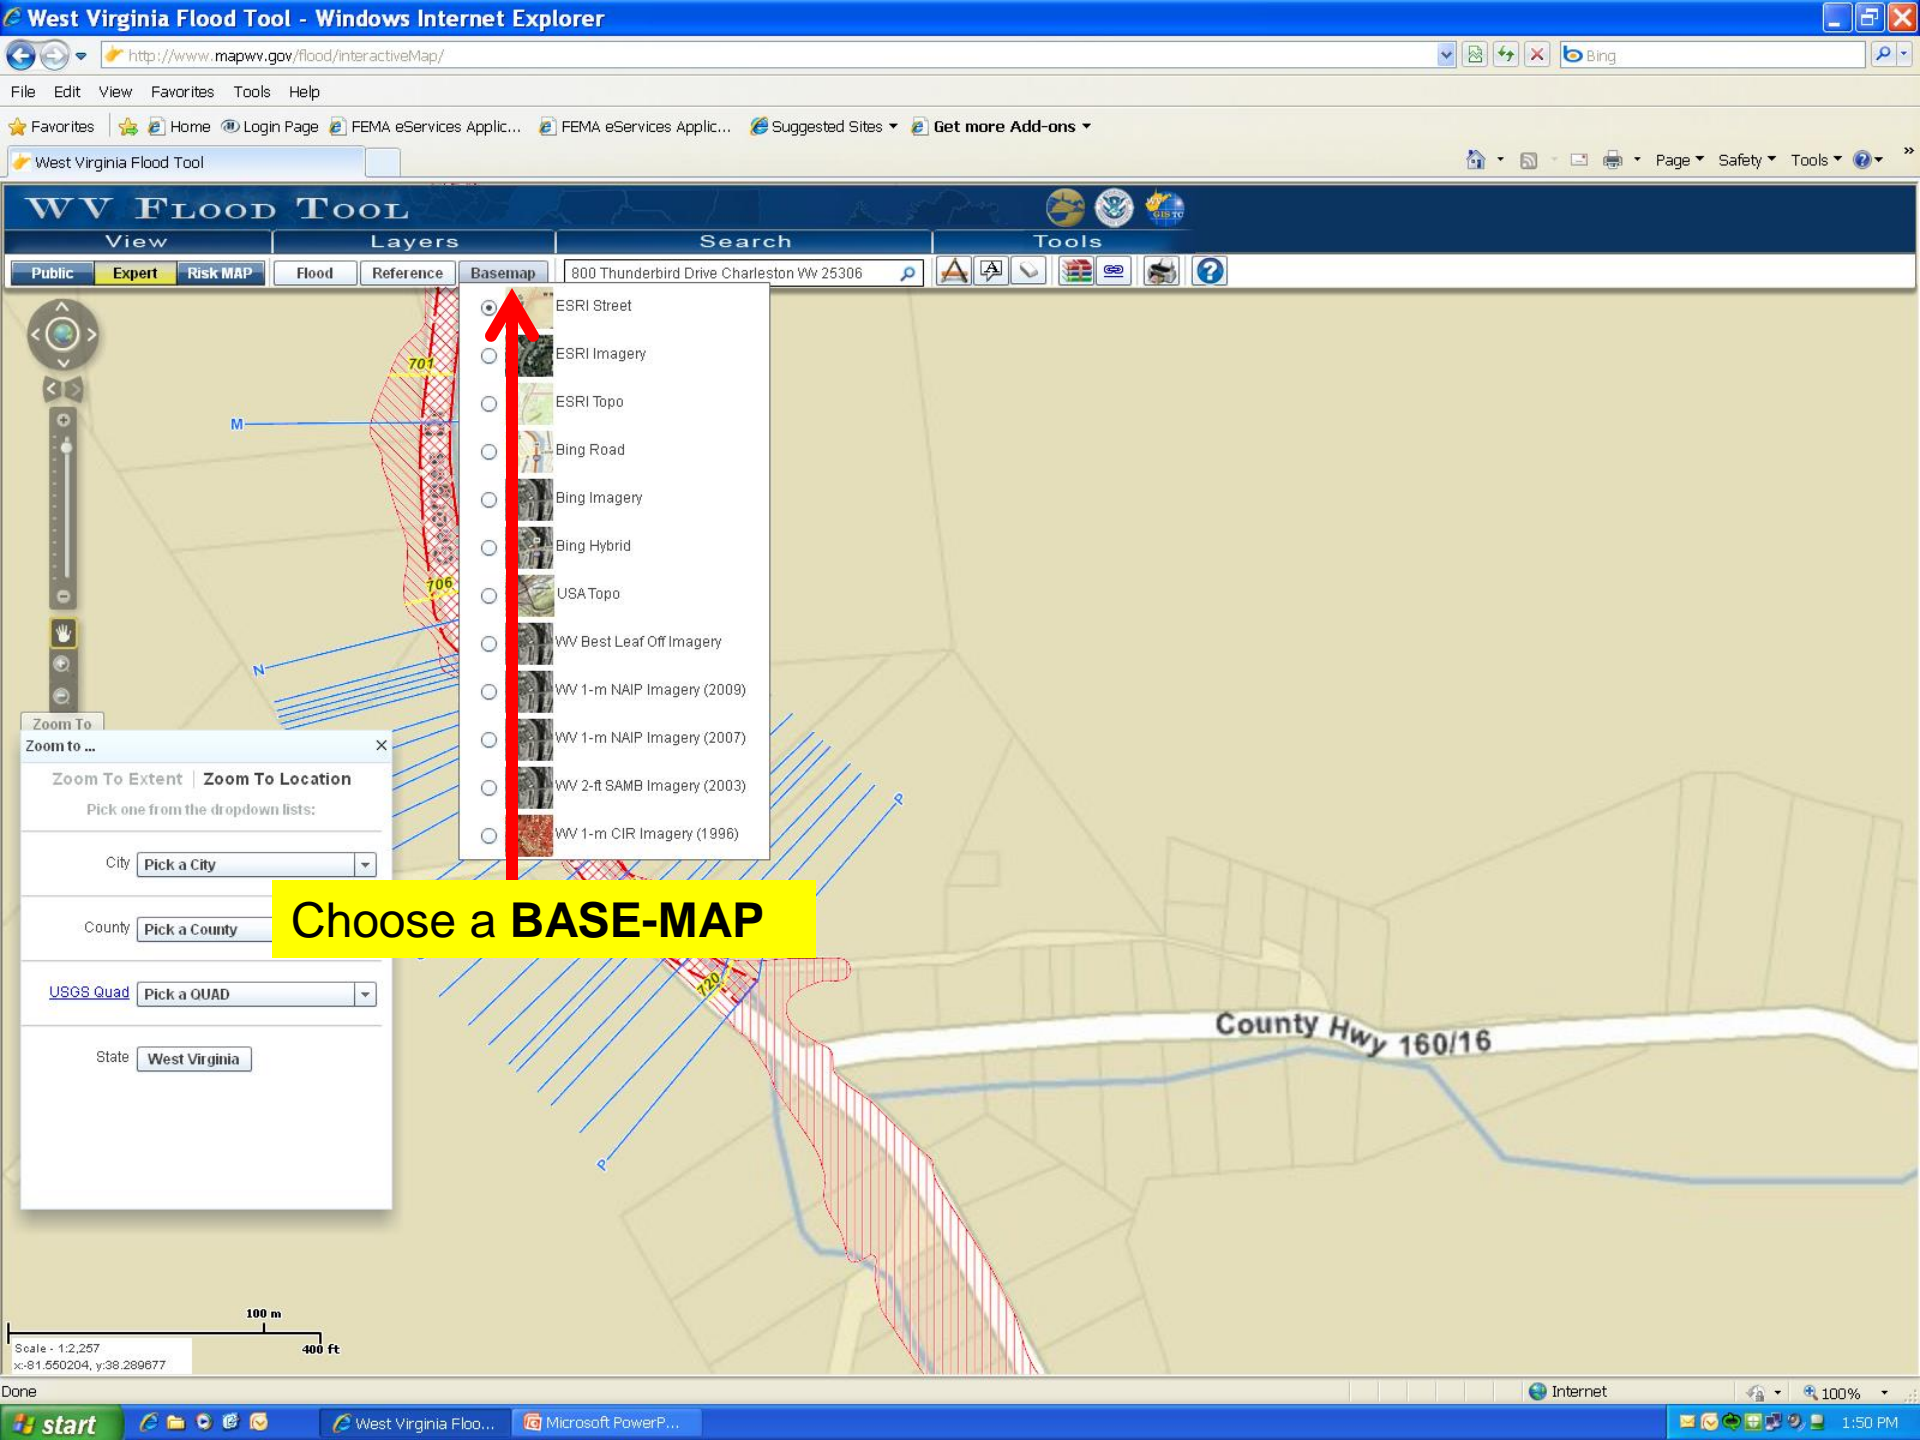 West Virginia Flood Tool - Windows Internet Explorer
http://www.mapwv.gov/flood/interactiveMap/
Bing
File Edit View Favorites Tools Help
Favorites Home Login Page FEMA eServices Applic... FEMA eServices Applic... Suggested Sites Get more Add-ons
West Virginia Flood Tool
Page Safety Tools »
WV FLOOD TOOL
View Layers Search Tools
Public Expert Risk MAP Flood Reference Basemap 800 Thunderbird Drive Charleston Wv 25306
ESRI Street
ESRI Imagery
ESRI Topo
Bing Road
Bing Imagery
Bing Hybrid
USA Topo
WV Best Leaf Off Imagery
WV 1-m NAIP Imagery (2009)
WV 1-m NAIP Imagery (2007)
WV 2-ft SAMB Imagery (2003)
WV 1-m CIR Imagery (1996)
701
M
706
N
P
Zoom To
Zoom to ...
Zoom To Extent | Zoom To Location
Pick one from the dropdown lists:
City Pick a City
County Pick a County
USGS Quad Pick a QUAD
State West Virginia
Choose a BASE-MAP
720
County Hwy 160/16
P
100 m
400 ft
Scale - 1:2,257
x:-81.550204, y:38.289677
Done
Internet
100%
start
West Virginia Floo...
Microsoft PowerP...
1:50 PM